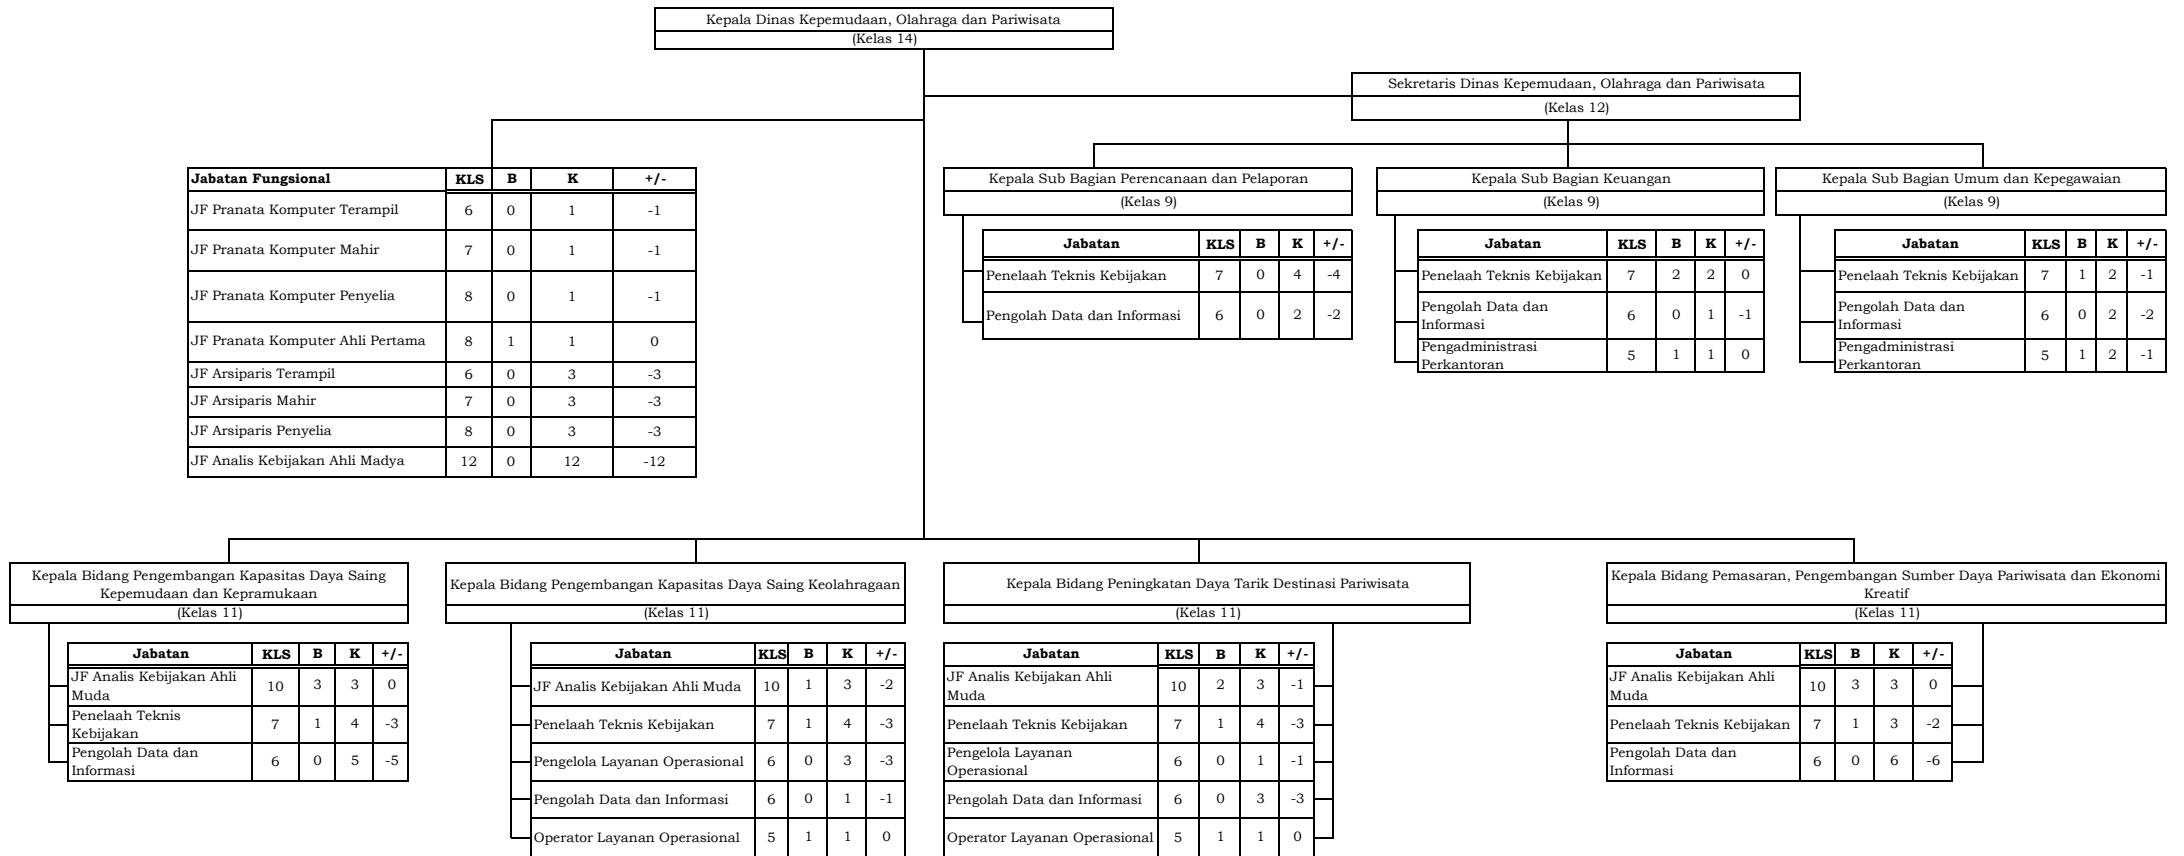 Kepala Dinas Kepemudaan, Olahraga dan Pariwisata
(Kelas 14)
Sekretaris Dinas Kepemudaan, Olahraga dan Pariwisata
(Kelas 12)
Jabatan Fungsional KLS B K +/-
JF Pranata Komputer Terampil 6 0 1 -1
JF Pranata Komputer Mahir 7 0 1 -1
JF Pranata Komputer Penyelia 8 0 1 -1
JF Pranata Komputer Ahli Pertama 8 1 1 0
JF Arsiparis Terampil 6 0 3 -3
JF Arsiparis Mahir 7 0 3 -3
JF Arsiparis Penyelia 8 0 3 -3
JF Analis Kebijakan Ahli Madya 12 0 12 -12
Kepala Sub Bagian Perencanaan dan Pelaporan
(Kelas 9)
Jabatan KLS B K +/-
Penelaah Teknis Kebijakan 7 0 4 -4
Pengolah Data dan Informasi 6 0 2 -2
Kepala Sub Bagian Keuangan
(Kelas 9)
Jabatan KLS B K +/-
Penelaah Teknis Kebijakan 7 2 2 0
Pengolah Data dan
Informasi 6 0 1 -1
Pengadministrasi
Perkantoran 5 1 1 0
Kepala Sub Bagian Umum dan Kepegawaian
(Kelas 9)
Jabatan KLS B K +/-
Penelaah Teknis Kebijakan 7 1 2 -1
Pengolah Data dan
Informasi 6 0 2 -2
Pengadministrasi
Perkantoran 5 1 2 -1
Kepala Bidang Pengembangan Kapasitas Daya Saing
Kepemudaan dan Kepramukaan
(Kelas 11)
Jabatan KLS B K +/-
JF Analis Kebijakan Ahli
Muda 10 3 3 0
Penelaah Teknis
Kebijakan 7 1 4 -3
Pengolah Data dan
Informasi 6 0 5 -5
Kepala Bidang Pengembangan Kapasitas Daya Saing Keolahragaan
(Kelas 11)
Jabatan KLS B K +/-
JF Analis Kebijakan Ahli Muda 10 1 3 -2
Penelaah Teknis Kebijakan 7 1 4 -3
Pengelola Layanan Operasional 6 0 3 -3
Pengolah Data dan Informasi 6 0 1 -1
Operator Layanan Operasional 5 1 1 0
Kepala Bidang Peningkatan Daya Tarik Destinasi Pariwisata
(Kelas 11)
Jabatan KLS B K +/-
JF Analis Kebijakan Ahli
Muda 10 2 3 -1
Penelaah Teknis Kebijakan 7 1 4 -3
Pengelola Layanan
Operasional 6 0 1 -1
Pengolah Data dan Informasi 6 0 3 -3
Operator Layanan Operasional 5 1 1 0
Kepala Bidang Pemasaran, Pengembangan Sumber Daya Pariwisata dan Ekonomi
Kreatif
(Kelas 11)
Jabatan KLS B K +/-
JF Analis Kebijakan Ahli
Muda 10 3 3 0
Penelaah Teknis Kebijakan 7 1 3 -2
Pengolah Data dan
Informasi 6 0 6 -6